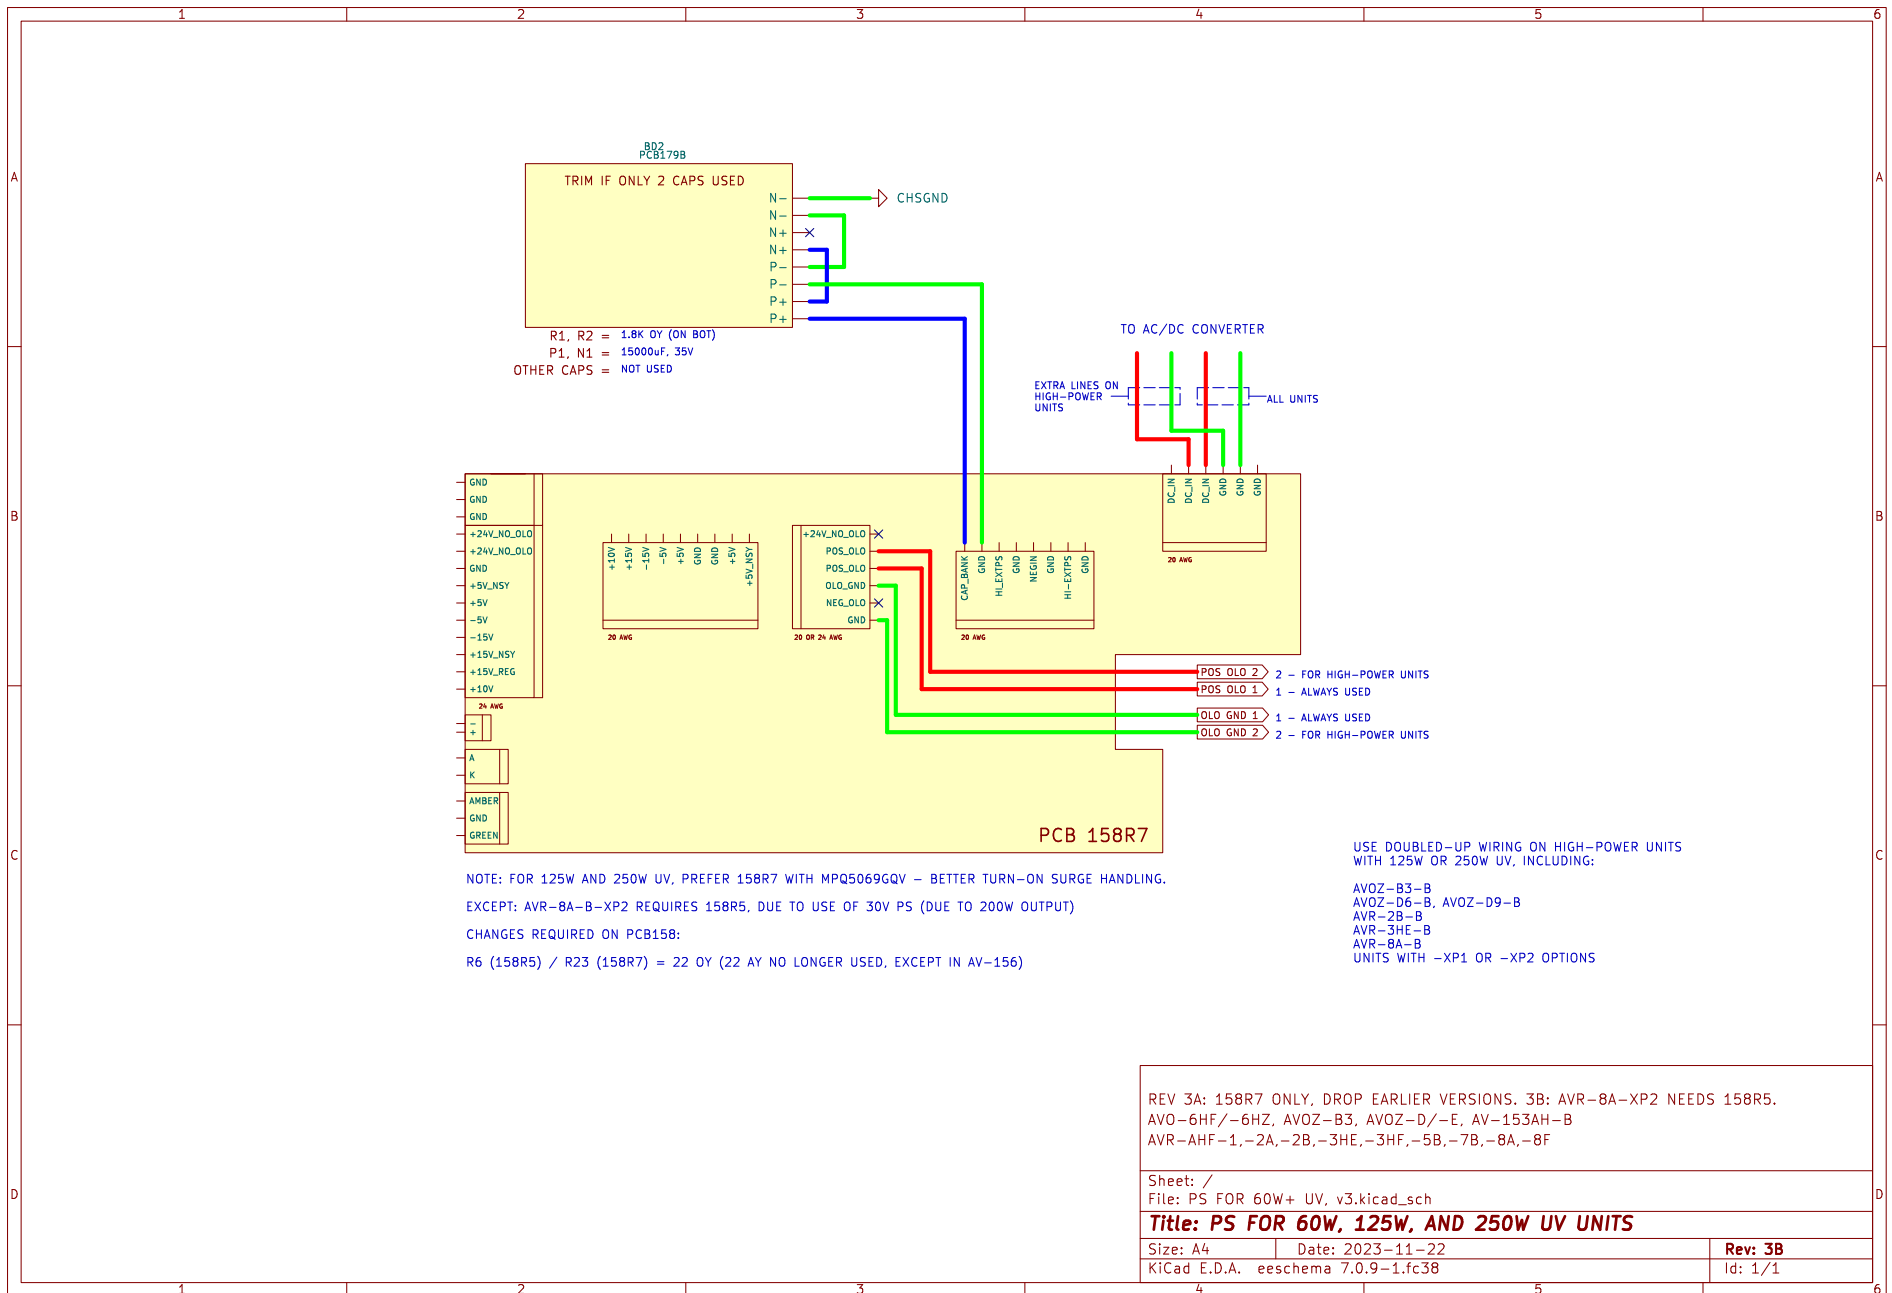 1 2 3 4 5 6
A
B
C
D
A
B
C
D
BD2
PCB179B
TRIM IF ONLY 2 CAPS USED
N-
N-
N+
N+
P-
P-
P+
P+
CHSGND
R1, R2 = 1.8K OY (ON BOT)
P1, N1 = 15000uF, 35V
OTHER CAPS = NOT USED
TO AC/DC CONVERTER
EXTRA LINES ON
HIGH-POWER
UNITS
ALL UNITS
DC_IN
DC_IN
DC_IN
GND
GND
GND
20 AWG
GND
GND
GND
+24V_NO_OLO
+24V_NO_OLO
GND
+5V_NSY
+5V
-5V
-15V
+15V_NSY
+15V_REG
+10V
24 AWG
-
+
A
K
AMBER
GND
GREEN
+10V
+15V
-15V
-5V
+5V
GND
GND
+5V
+5V_NSY
20 AWG
+24V_NO_OLO
POS_OLO
POS_OLO
OLO_GND
NEG_OLO
GND
20 OR 24 AWG
CAP_BANK
GND
HI_EXTPS
GND
NEGIN
GND
HI-EXTPS
GND
20 AWG
POS OLO 2 2 - FOR HIGH-POWER UNITS
POS OLO 1 1 - ALWAYS USED
OLO GND 1 1 - ALWAYS USED
OLO GND 2 2 - FOR HIGH-POWER UNITS
PCB 158R7
NOTE: FOR 125W AND 250W UV, PREFER 158R7 WITH MPQ5069GQV - BETTER TURN-ON SURGE HANDLING.
EXCEPT: AVR-8A-B-XP2 REQUIRES 158R5, DUE TO USE OF 30V PS (DUE TO 200W OUTPUT)
CHANGES REQUIRED ON PCB158:
R6 (158R5) / R23 (158R7) = 22 OY (22 AY NO LONGER USED, EXCEPT IN AV-156)
USE DOUBLED-UP WIRING ON HIGH-POWER UNITS
WITH 125W OR 250W UV, INCLUDING:
AVOZ-B3-B
AVOZ-D6-B, AVOZ-D9-B
AVR-2B-B
AVR-3HE-B
AVR-8A-B
UNITS WITH -XP1 OR -XP2 OPTIONS
REV 3A: 158R7 ONLY, DROP EARLIER VERSIONS. 3B: AVR-8A-XP2 NEEDS 158R5.
AVO-6HF/-6HZ, AVOZ-B3, AVOZ-D/-E, AV-153AH-B
AVR-AHF-1,-2A,-2B,-3HE,-3HF,-5B,-7B,-8A,-8F
Sheet: /
File: PS FOR 60W+ UV, v3.kicad_sch
Title: PS FOR 60W, 125W, AND 250W UV UNITS
Size: A4 Date: 2023-11-22 Rev: 3B
KiCad E.D.A. eeschema 7.0.9-1.fc38 Id: 1/1
1 2 3 4 5 6